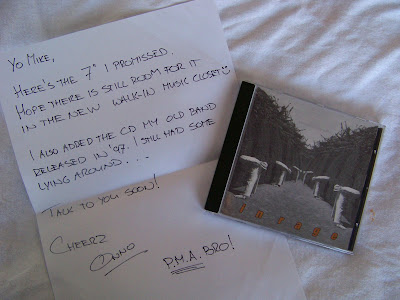 Yo Mike,
Here's the 7" I promissed.
Hope there is still room for it
in the new walk-in music closet
I also added the CD my old band
released in '97. I still had some
lying around...
Talk to you soon!
Cheerz
Onno
P.M.A. Bro!